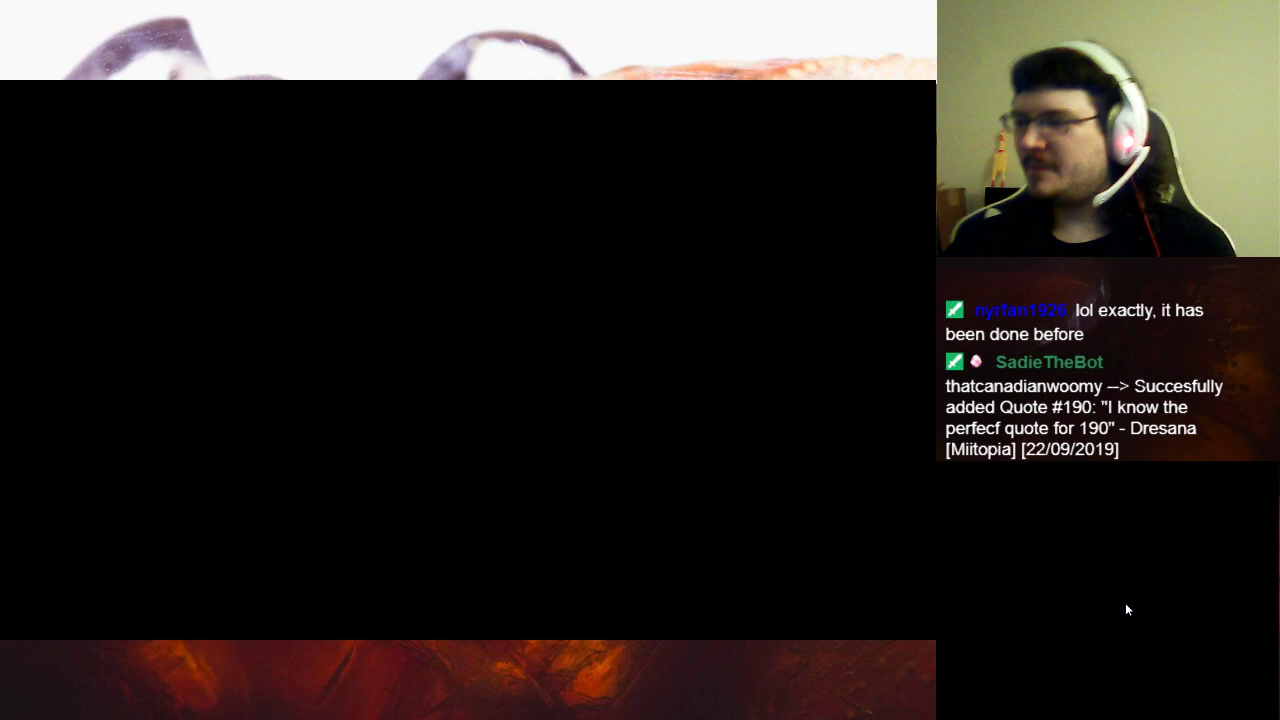 nyrfan1926 lol exactly, it has
been done before
SadieTheBot
thatcanadianwoomy --> Succesfully
added Quote #190: "I know the
perfecf quote for 190" - Dresana
[Miitopia] [22/09/2019]